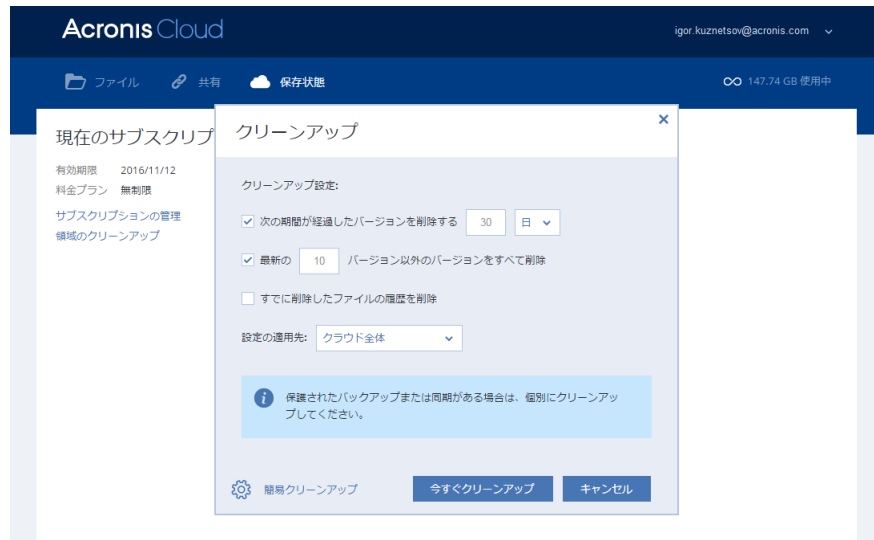 Acronis Cloud
igor.kuznetsov@acronis.com
ファイル 共有 保存状態 147.74 GB 使用中
現在のサブスクリプ
有効期限 2016/11/12
料金プラン 無制限
サブスクリプションの管理
領域のクリーンアップ
クリーンアップ
クリーンアップ設定:
次の期間が経過したバージョンを削除する 30 日
最新の 10 バージョン以外のバージョンをすべて削除
すでに削除したファイルの履歴を削除
設定の適用先: クラウド全体
保護されたバックアップまたは同期がある場合は、個別にクリーンアッ
プしてください。
簡易クリーンアップ 今すぐクリーンアップ キャンセル